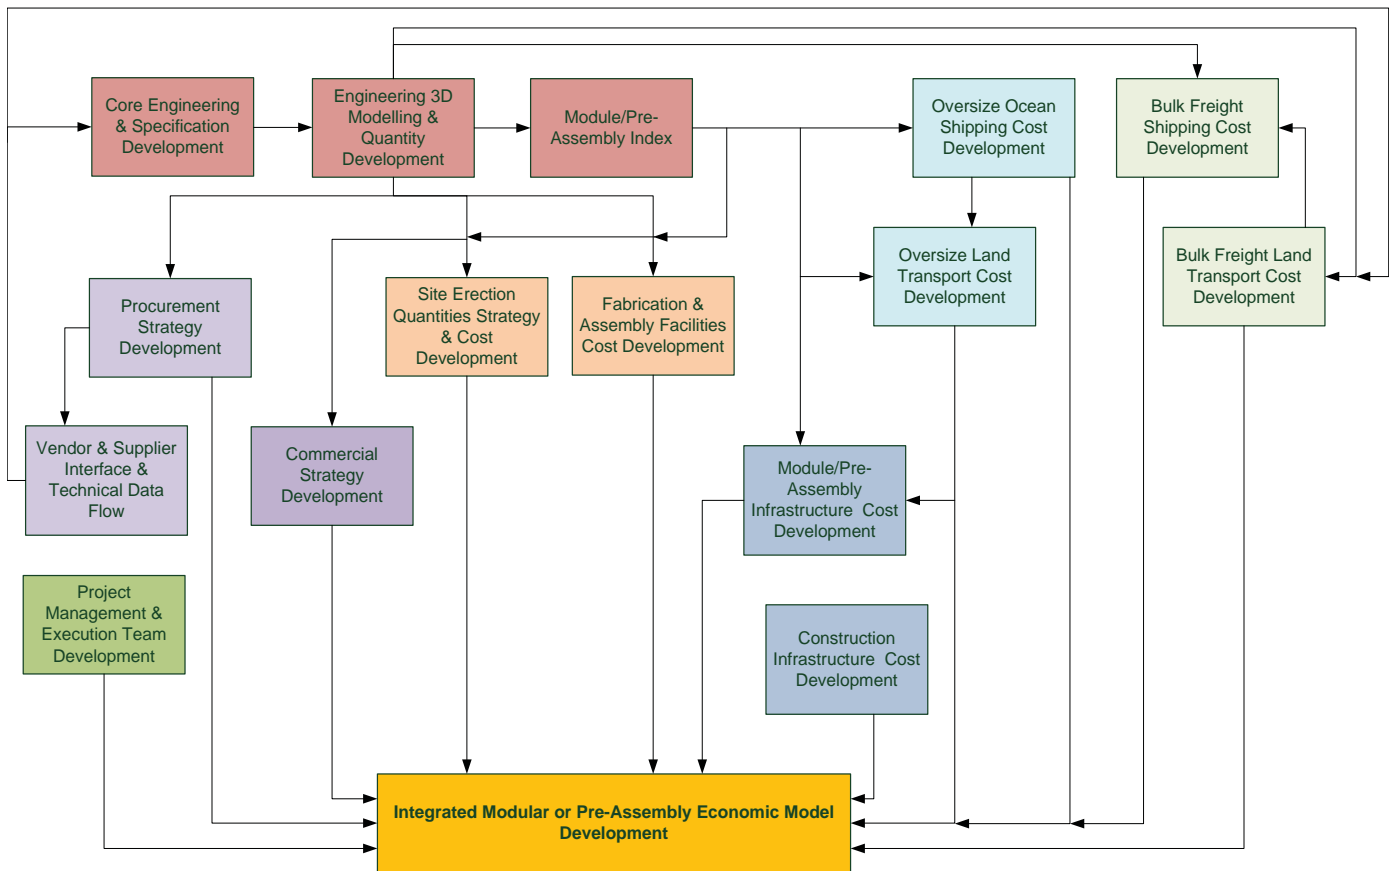 Core Engineering
& Specification
Development
Engineering 3D
Modelling &
Quantity
Development
Module/Pre-
Assembly Index
Oversize Ocean
Shipping Cost
Development
Bulk Freight
Shipping Cost
Development
Oversize Land
Transport Cost
Development
Bulk Freight Land
Transport Cost
Development
Procurement
Strategy
Development
Site Erection
Quantities Strategy
& Cost
Development
Fabrication &
Assembly Facilities
Cost Development
Vendor & Supplier
Interface &
Technical Data
Flow
Commercial
Strategy
Development
Module/Pre-
Assembly
Infrastructure Cost
Development
Project
Management &
Execution Team
Development
Construction
Infrastructure Cost
Development
Integrated Modular or Pre-Assembly Economic Model
Development